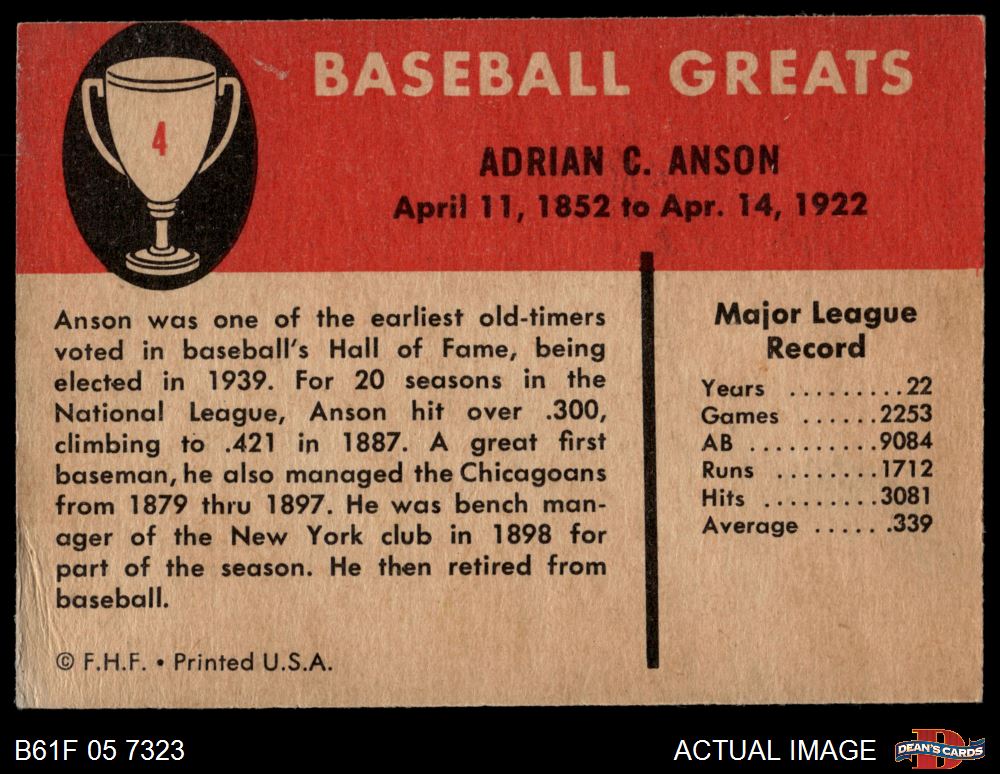 4
BASEBALL GREATS
ADRIAN C. ANSON
April 11, 1852 to Apr. 14, 1922
Anson was one of the earliest old-timers
voted in baseball's Hall of Fame, being
elected in 1939. For 20 seasons in the
National League, Anson hit over .300,
climbing to .421 in 1887. A great first
baseman, he also managed the Chicagoans
from 1879 thru 1897. He was bench man-
ager of the New York club in 1898 for
part of the season. He then retired from
baseball.
© F.H.F. • Printed U.S.A.
Major League
Record
Years ..........22
Games ......2253
AB ..........9084
Runs ........1712
Hits .........3081
Average ......339
B61F 05 7323
ACTUAL IMAGE
D
DEAN'S CARDS